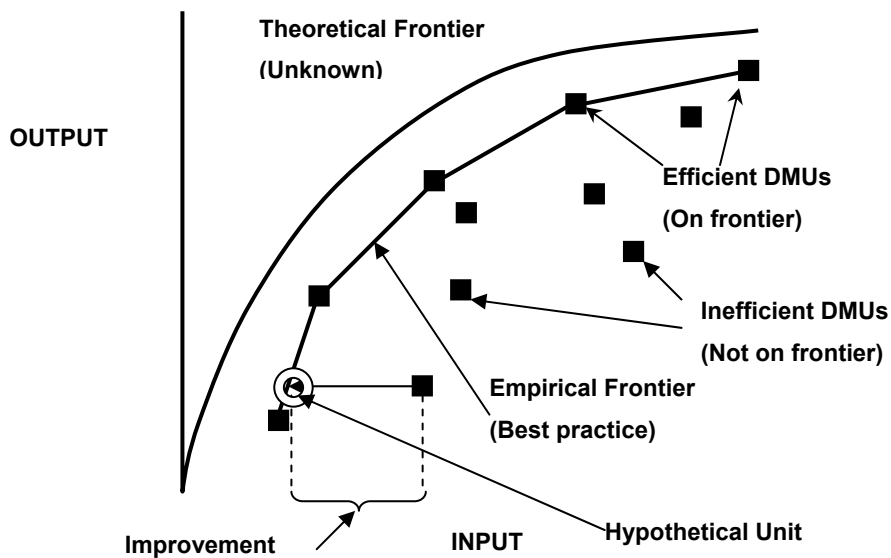 Theoretical Frontier
(Unknown)
OUTPUT
Efficient DMUs
(On frontier)
Inefficient DMUs
(Not on frontier)
Empirical Frontier
(Best practice)
Improvement
INPUT
Hypothetical Unit